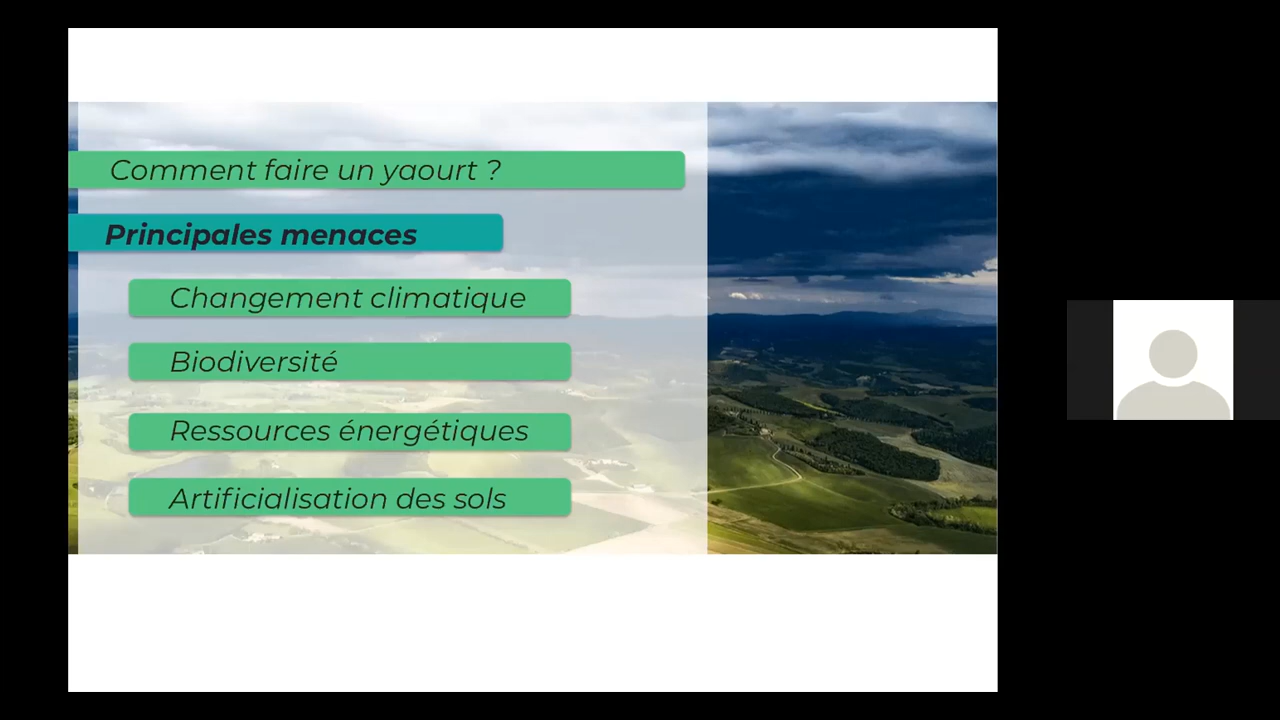 Comment faire un yaourt ?
Principales menaces
Changement climatique
Biodiversité
Ressources énergétiques
Artificialisation des sols